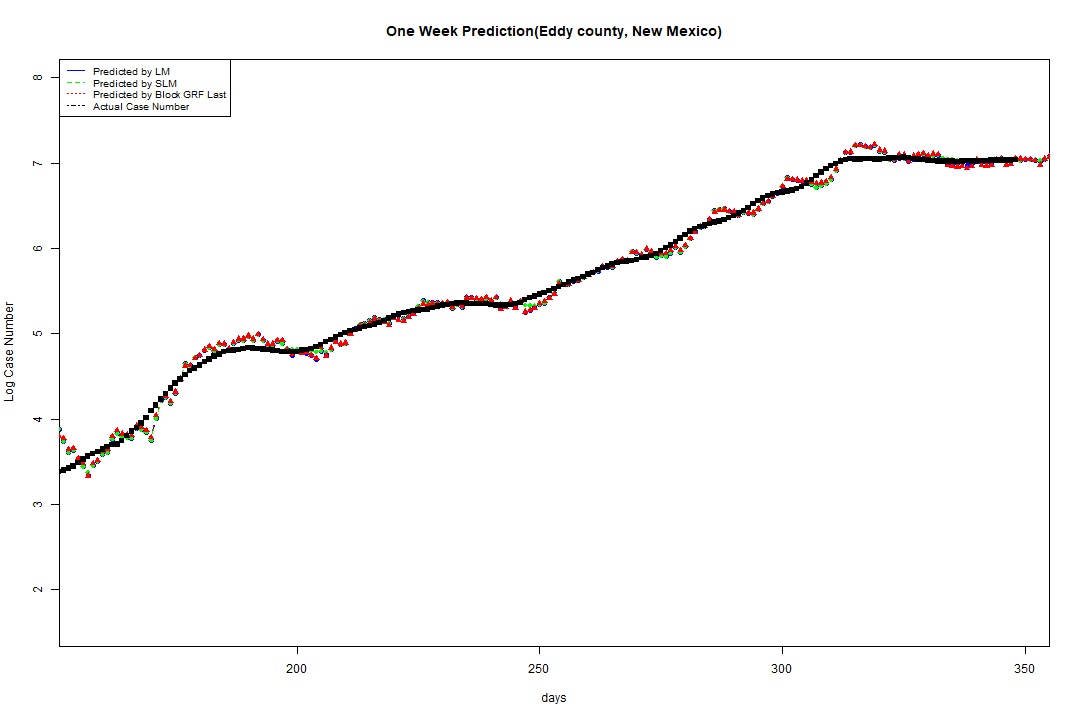 One Week Prediction(Eddy county, New Mexico)
Predicted by LM
Predicted by SLM
Predicted by Block GRF Last
Actual Case Number
8
7
6
5
4
3
2
Log Case Number
200
250
300
350
days